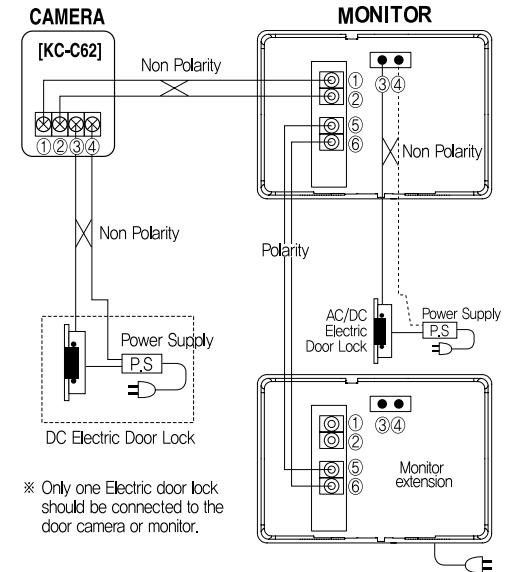 CAMERA
[KC-C62]
①②③④
Non Polarity
Non Polarity
Power Supply
P.S
DC Electric Door Lock
※ Only one Electric door lock
should be connected to the
door camera or monitor.
MONITOR
①
②
③④
⑤
⑥
Non Polarity
Polarity
AC/DC
Electric
Door Lock
Power Supply
P.S
①
②
③④
⑤
⑥
Monitor
extension